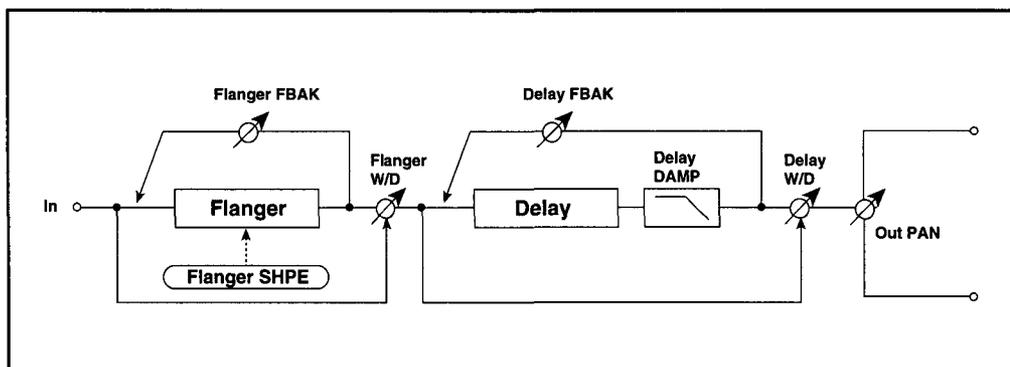 Flanger FBAK
Delay FBAK
Flanger
W/D
Delay
DAMP
Delay
W/D
In
Flanger
Delay
Out PAN
Flanger SHPE